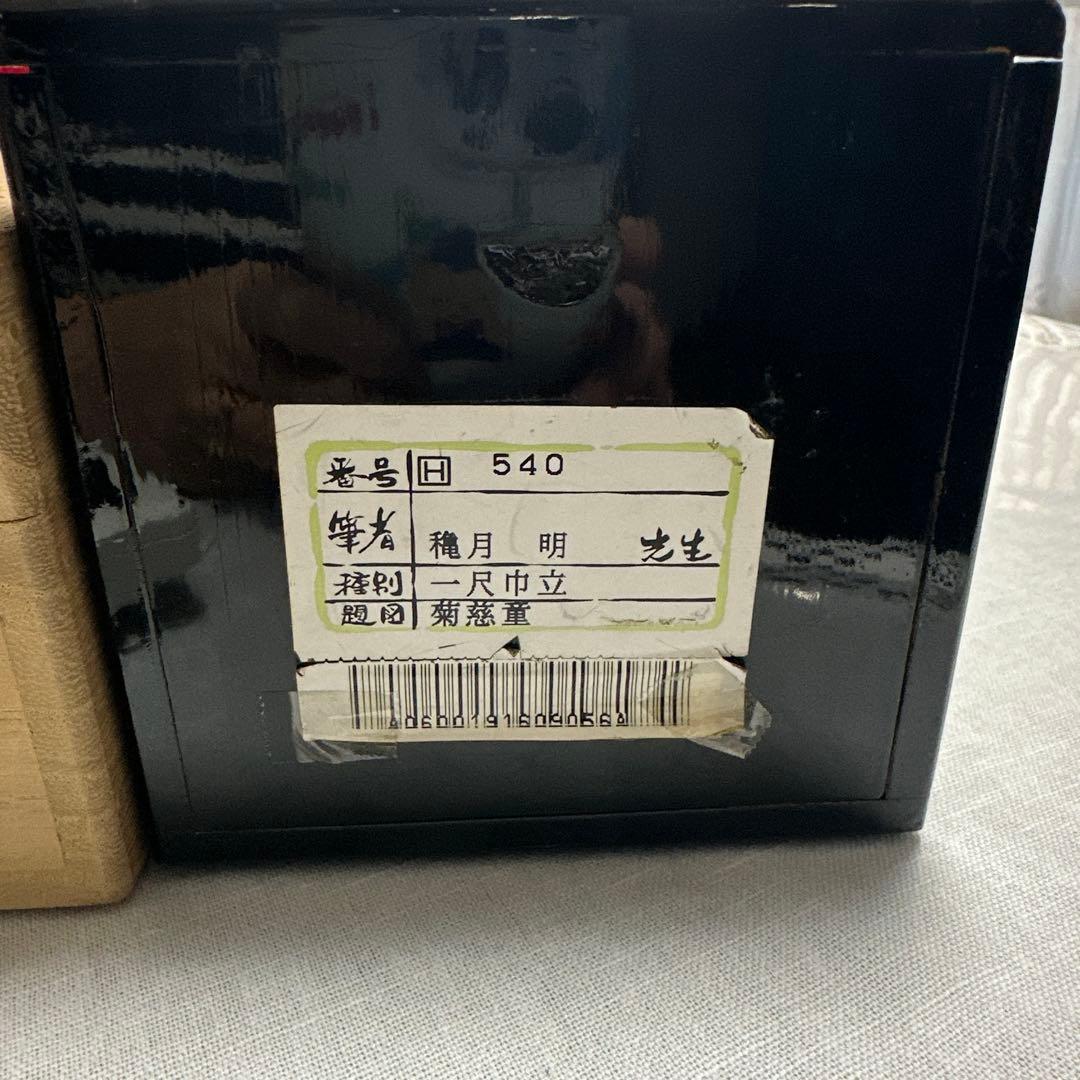 番号 H 540
筆者 穐月 明 先生
種別 一尺巾立
題図 菊慈童
A0600191609056A